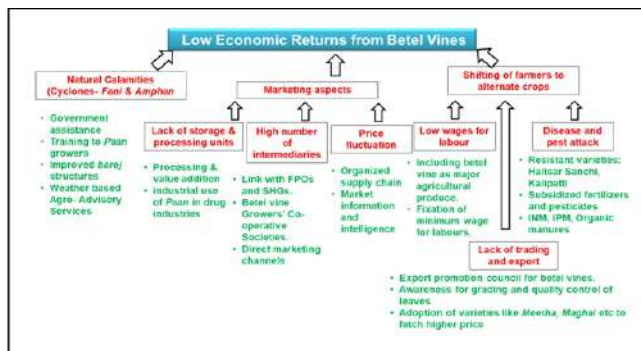 Low Economic Returns from Betel Vines
Natural Calamities
(Cyclones- Fani & Amphan
Marketing aspects
Shifting of farmers to
alternate crops
• Government
assistance
• Training to Paan
growers
• Improved barej
structures
• Weather based
Agro- Advisory
Services
Lack of storage &
processing units
• Processing & value addition
• Industrial use
of Paan in drug
industries
High number
of
intermediaries
• Link with FPOs
and SHGs.
• Betel vine
Growers' Co-
operative
Societies.
• Direct marketing
channels
Price
fluctuation
• Organized
supply chain
• Market
information
and
intelligence
Low wages for
labour
• Including betel
vine as major
agricultural
produce.
• Fixation of
minimum wage
for labours.
Disease and
pest attack
• Resistant varieties:
Halisar Sanchi,
Kalipatti
• Subsidized fertilizers
and pesticides
• INM, IPM, Organic
manures
Lack of trading
and export
• Export promotion council for betel vines.
• Awareness for grading and quality control of
leaves
• Adoption of varieties like Meetha, Maghai etc to
fetch higher price